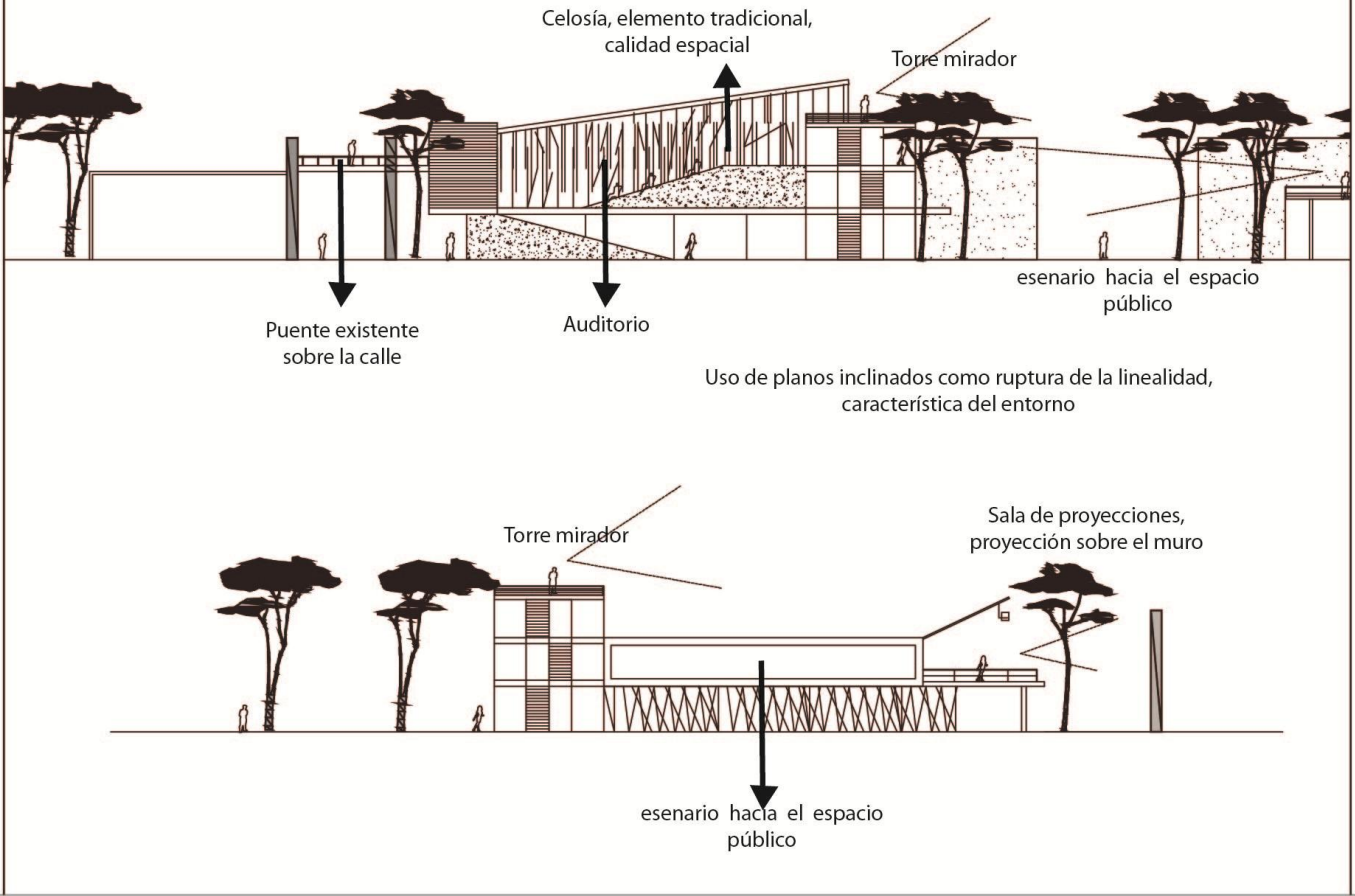 Celosía, elemento tradicional,
calidad espacial
Torre mirador
esenario hacia el espacio
público
Puente existente
sobre la calle
Auditorio
Uso de planos inclinados como ruptura de la linealidad,
característica del entorno
Torre mirador
Sala de proyecciones,
proyección sobre el muro
esenario hacia el espacio
público